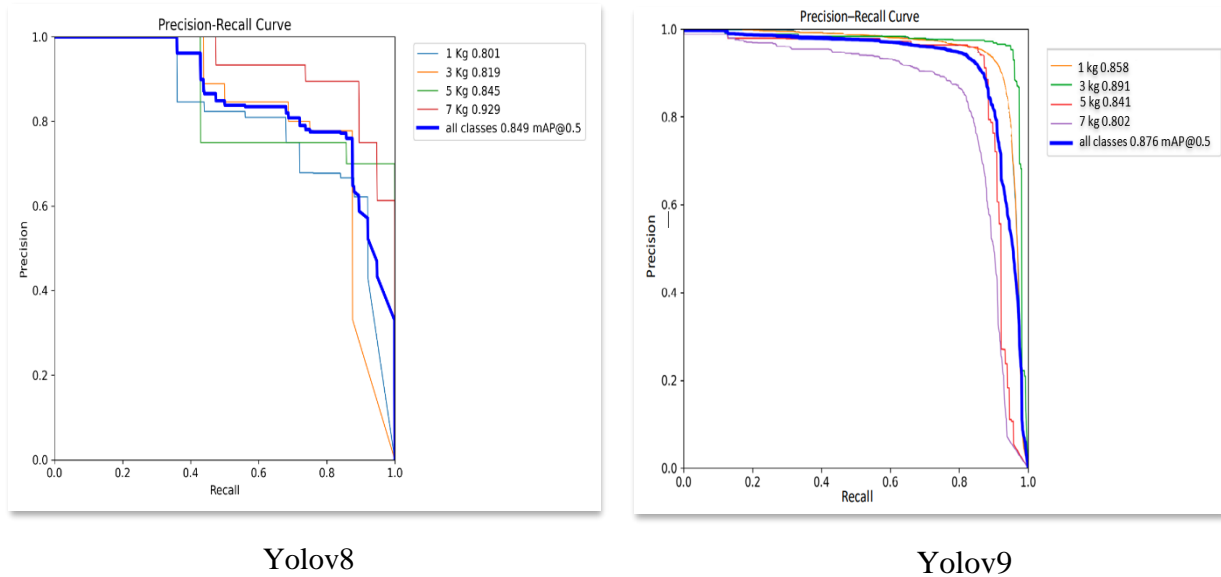 Precision-Recall Curve
1.0
0.8
0.6
0.4
0.2
0.0
Precision
0.0 0.2 0.4 0.6 0.8 1.0
Recall
1 Kg 0.801
3 Kg 0.819
5 Kg 0.845
7 Kg 0.929
all classes 0.849 mAP@0.5
Yolov8
Precision–Recall Curve
1.0
0.8
0.6
0.4
0.2
0.0
Precision
0.0 0.2 0.4 0.6 0.8 1.0
Recall
1 kg 0.858
3 kg 0.891
5 kg 0.841
7 kg 0.802
all classes 0.876 mAP@0.5
Yolov9